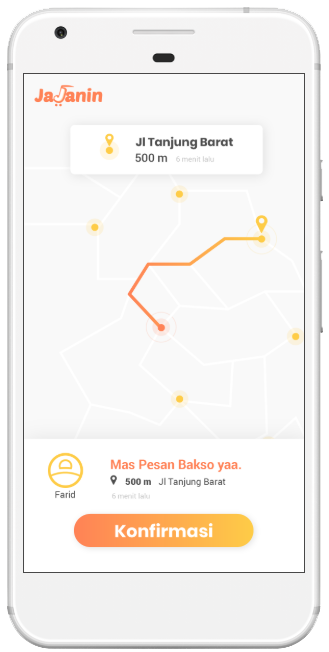 Jajanin
Jl Tanjung Barat
500 m 6 menit lalu
Mas Pesan Bakso yaa.
500 m Jl Tanjung Barat
Farid
6 menit lalu
Konfirmasi